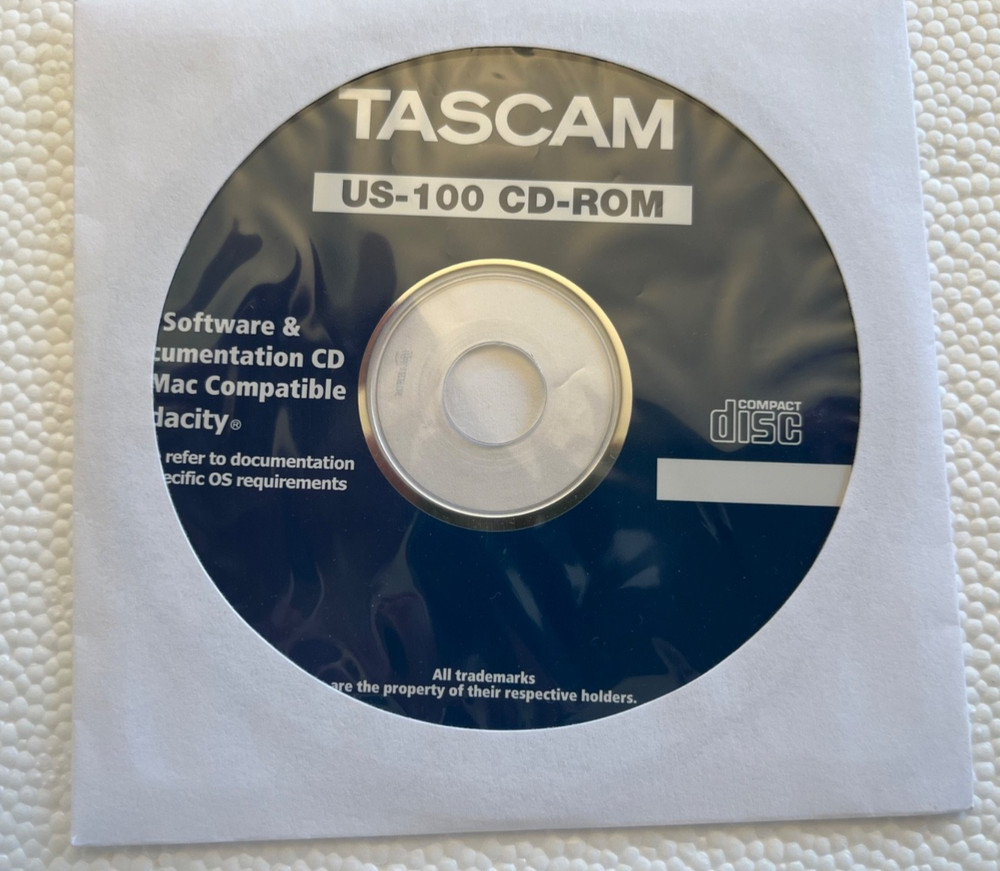 TASCAM
US-100 CD-ROM
Software &
cumentation CD
Mac Compatible
dacity®
refer to documentation
ecific OS requirements
COMPACT
disc
All trademarks
are the property of their respective holders.